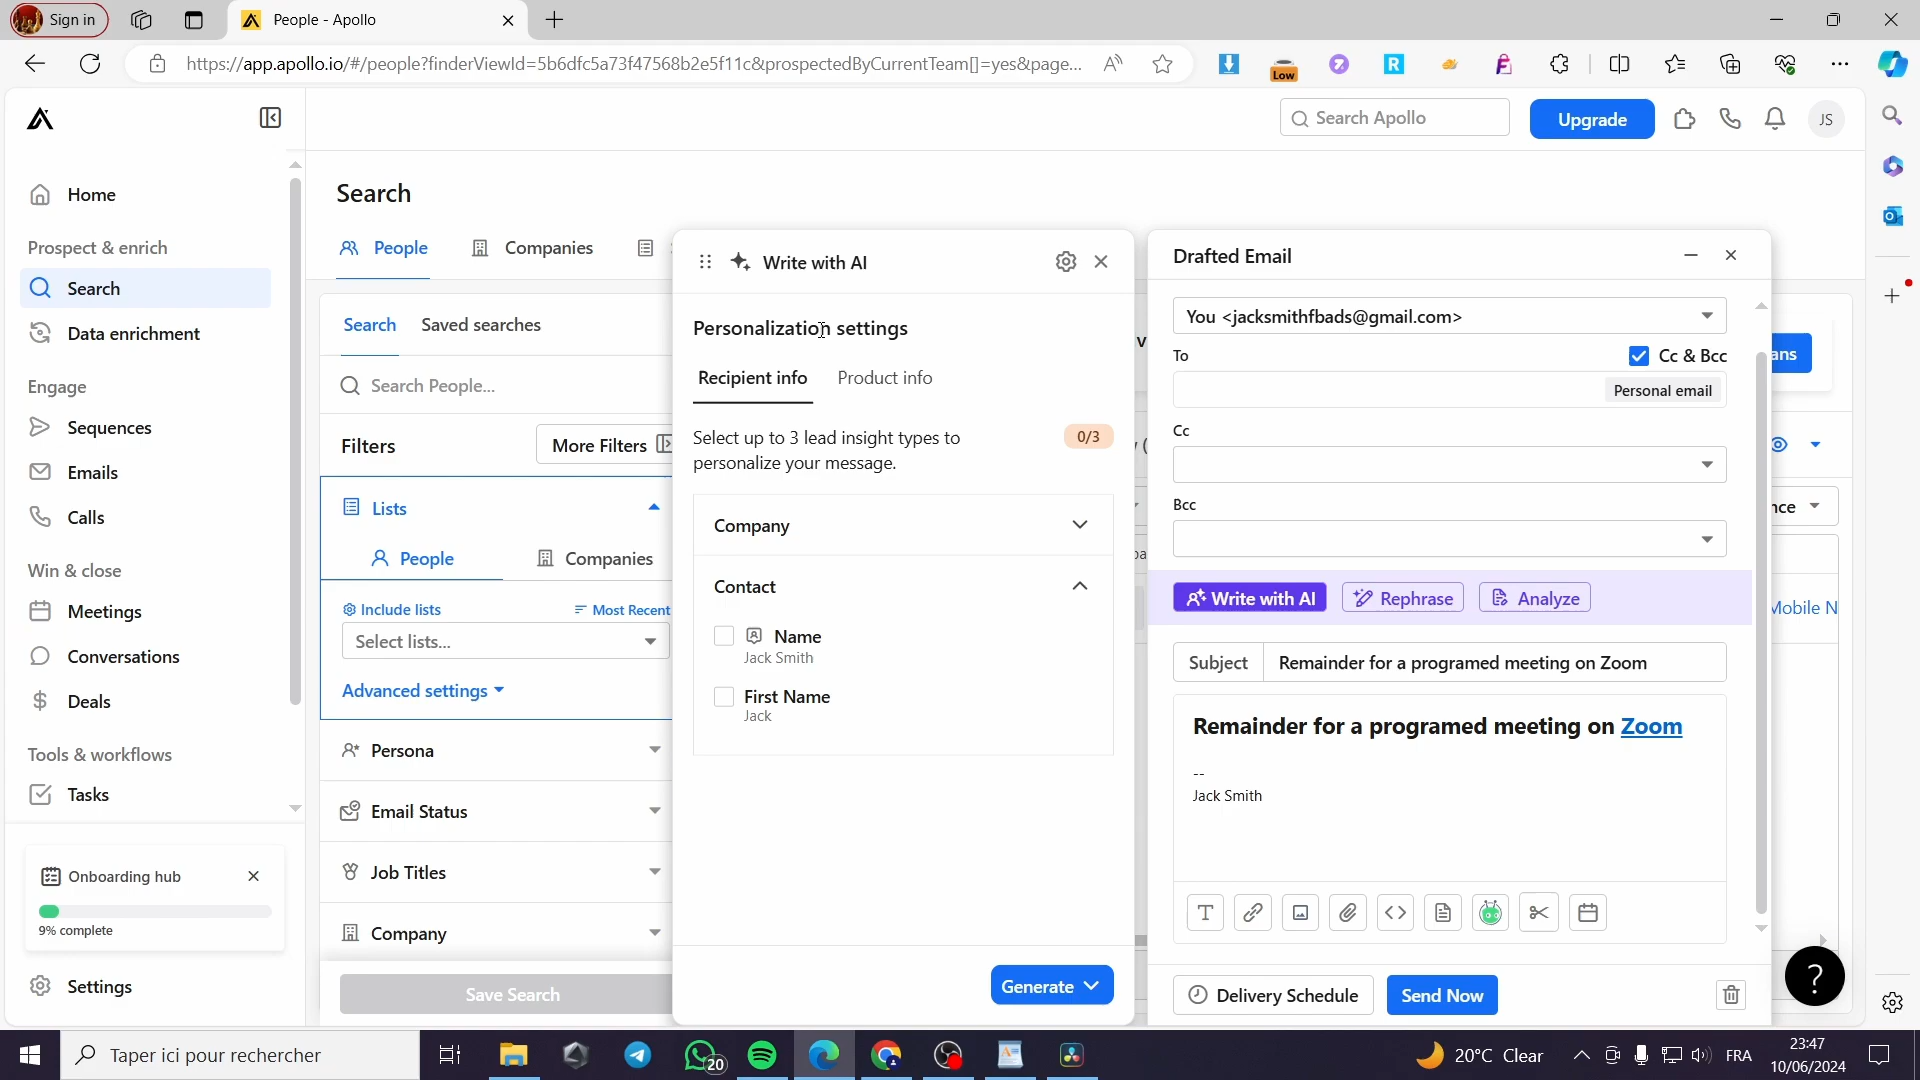 Sign in
People - Apollo
https://app.apollo.io/#/people?finderViewId=5b6dfc5a73f47568b2e5f11c&prospectedByCurrentTeam[]=yes&page...
Low
Search Apollo
Upgrade
JS
Home
Prospect & enrich
Search
Data enrichment
Engage
Sequences
Emails
Calls
Win & close
Meetings
Conversations
Deals
Tools & workflows
Tasks
Onboarding hub
9% complete
Settings
Search
People
Companies
Search
Saved searches
Search People...
Filters
More Filters
Lists
People
Companies
Include lists
Most Recent
Select lists...
Advanced settings
Persona
Email Status
Job Titles
Company
Save Search
Write with AI
Personalization settings
Recipient info
Product info
Select up to 3 lead insight types to
personalize your message.
0/3
Company
Contact
Name
Jack Smith
First Name
Jack
Generate
Drafted Email
You <jacksmithfbads@gmail.com>
To
Cc & Bcc
Personal email
Cc
Bcc
Write with AI
Rephrase
Analyze
Subject
Remainder for a programed meeting on Zoom
Remainder for a programed meeting on Zoom
--
Jack Smith
Delivery Schedule
Send Now
ans
nce
Mobile N
?
Taper ici pour rechercher
20
20°C Clear
FRA
23:47
10/06/2024